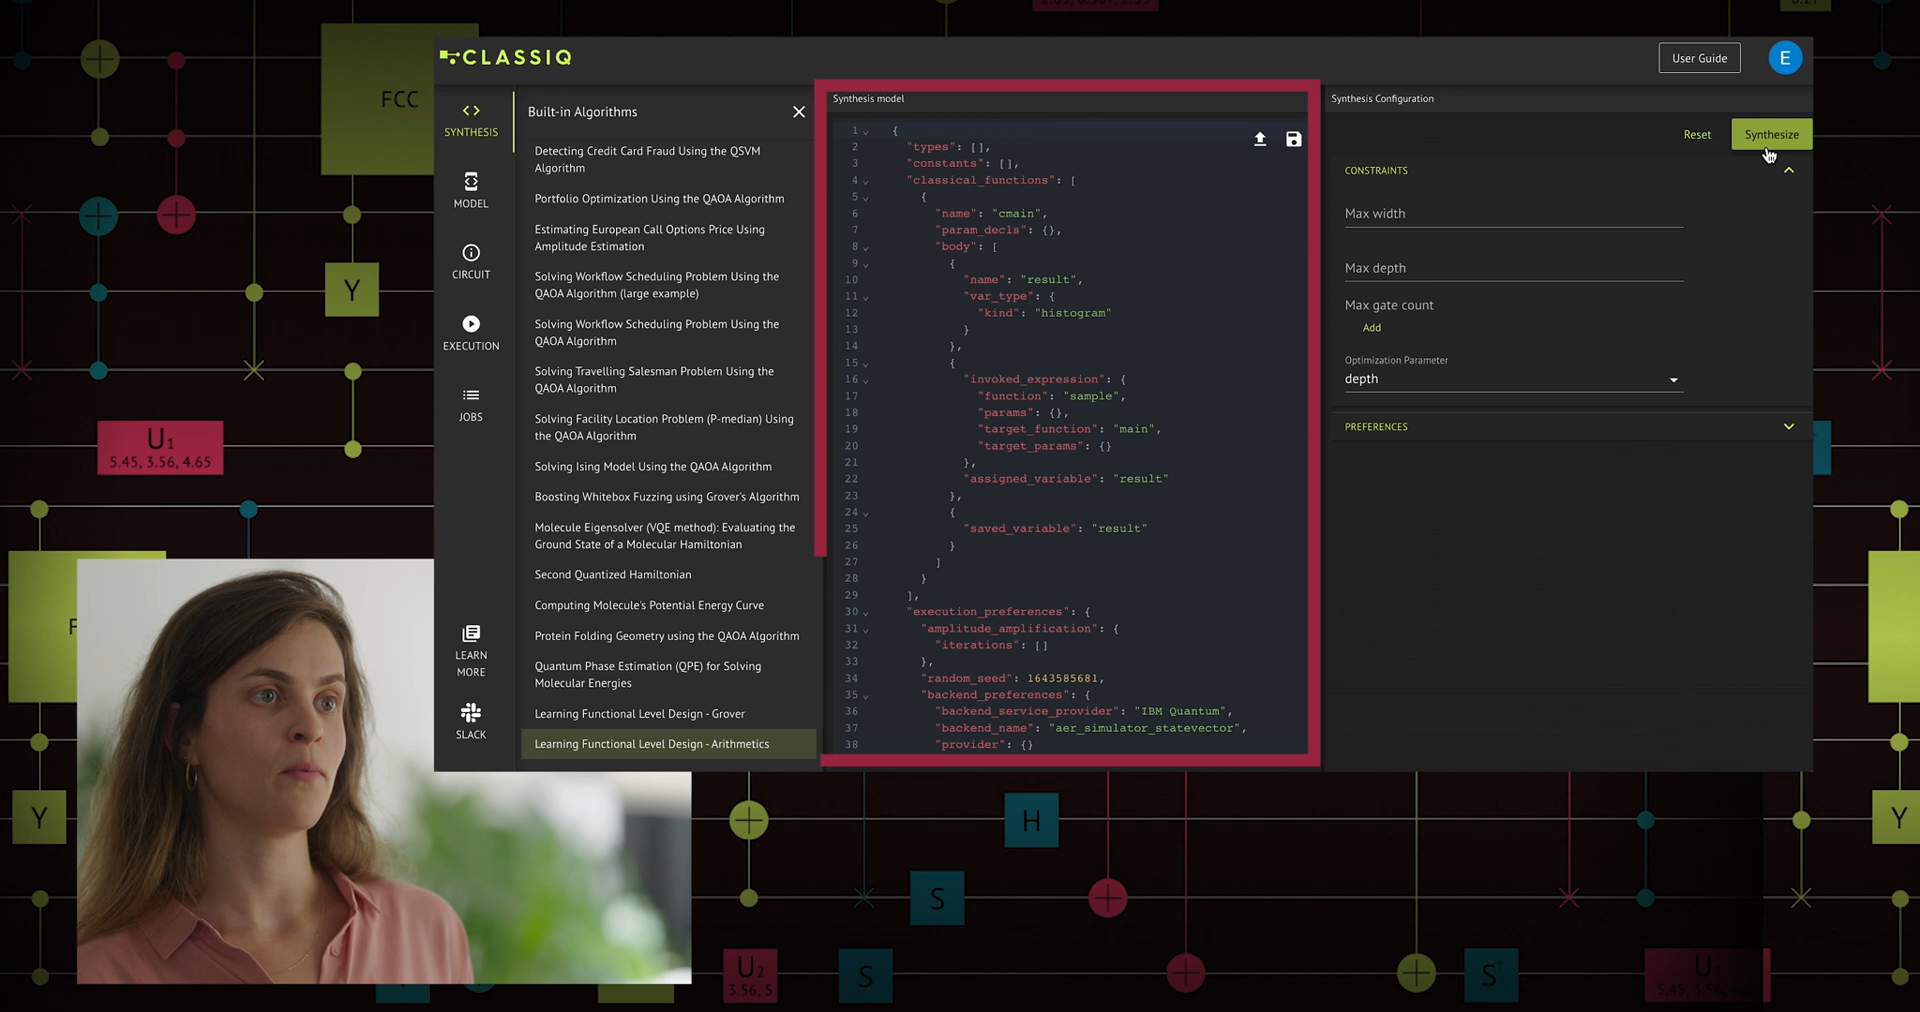 CLASSIQ
User Guide
E
SYNTHESIS
MODEL
CIRCUIT
EXECUTION
JOBS
LEARN
MORE
SLACK
Built-in Algorithms
Detecting Credit Card Fraud Using the QSVM
Algorithm
Portfolio Optimization Using the QAOA Algorithm
Estimating European Call Options Price Using
Amplitude Estimation
Solving Workflow Scheduling Problem Using the
QAOA Algorithm (large example)
Solving Workflow Scheduling Problem Using the
QAOA Algorithm
Solving Travelling Salesman Problem Using the
QAOA Algorithm
Solving Facility Location Problem (P-median) Using
the QAOA Algorithm
Solving Ising Model Using the QAOA Algorithm
Boosting Whitebox Fuzzing using Grover's Algorithm
Molecule Eigensolver (VQE method): Evaluating the
Ground State of a Molecular Hamiltonian
Second Quantized Hamiltonian
Computing Molecule's Potential Energy Curve
Protein Folding Geometry using the QAOA Algorithm
Quantum Phase Estimation (QPE) for Solving
Molecular Energies
Learning Functional Level Design - Grover
Learning Functional Level Design - Arithmetics
Synthesis model
1 {
2 "types": [],
3 "constants": [],
4 "classical_functions": [
5 {
6 "name": "cmain",
7 "param_decls": {},
8 "body": [
9 {
10 "name": "result",
11 "var_type": {
12 "kind": "histogram"
13 }
14 },
15 {
16 "invoked_expression": {
17 "function": "sample",
18 "params": {},
19 "target_function": "main",
20 "target_params": {}
21 },
22 "assigned_variable": "result"
23 },
24 {
25 "saved_variable": "result"
26 }
27 ]
28 }
29 ],
30 "execution_preferences": {
31 "amplitude_amplification": {
32 "iterations": []
33 },
34 "random_seed": 1643585681,
35 "backend_preferences": {
36 "backend_service_provider": "IBM Quantum",
37 "backend_name": "aer_simulator_statevector",
38 "provider": {}
Synthesis Configuration
Reset
Synthesize
CONSTRAINTS
Max width
Max depth
Max gate count
Add
Optimization Parameter
depth
PREFERENCES
FCC
Y
U1
5.45, 3.56, 4.65
F
Y
H
S
U2
3.56, 5
S
S†
Y